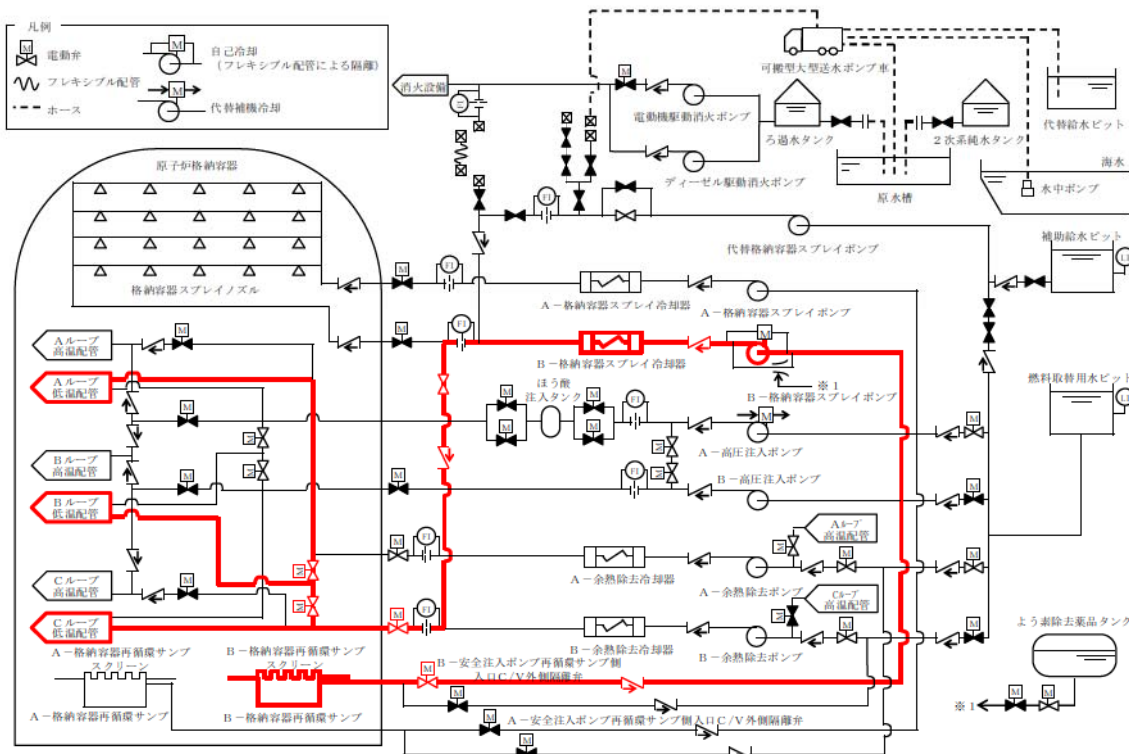 凡例
M
電動弁
フレキシブル配管
ホース
M
自己冷却
(フレキシブル配管による隔離)
M
代替補機冷却
消火設備
FI
M
電動機駆動消火ポンプ
ディーゼル駆動消火ポンプ
ろ過水タンク
可搬型大型送水ポンプ車
2次系純水タンク
代替給水ピット
原水槽
海水
水中ポンプ
FI
代替格納容器スプレイポンプ
補助給水ピット
LI
原子炉格納容器
格納容器スプレイノズル
M
FI
A-格納容器スプレイ冷却器
A-格納容器スプレイポンプ
M
FI
B-格納容器スプレイ冷却器
M
※1
B-格納容器スプレイポンプ
燃料取替用水ピット
LI
Aループ
高温配管
M
Aループ
低温配管
M
ほう酸
注入タンク
M
M
M
M
FI
M
A-高圧注入ポンプ
M
M
M
M
Bループ
高温配管
M
M
M
M
FI
B-高圧注入ポンプ
M
Bループ
低温配管
M
FI
A-余熱除去冷却器
A-余熱除去ポンプ
Aループ
高温配管
M
M
M
Cループ
高温配管
M
M
M
Cループ
低温配管
M
FI
B-余熱除去冷却器
B-余熱除去ポンプ
Cループ
高温配管
M
M
M
よう素除去薬品タンク
M
M
※1
A-格納容器再循環サンプ
スクリーン
B-格納容器再循環サンプ
スクリーン
A-格納容器再循環サンプ
B-格納容器再循環サンプ
M
B-安全注入ポンプ再循環サンプ側
入口C/V外側隔離弁
M
M
A-安全注入ポンプ再循環サンプ側入口C/V外側隔離弁
M